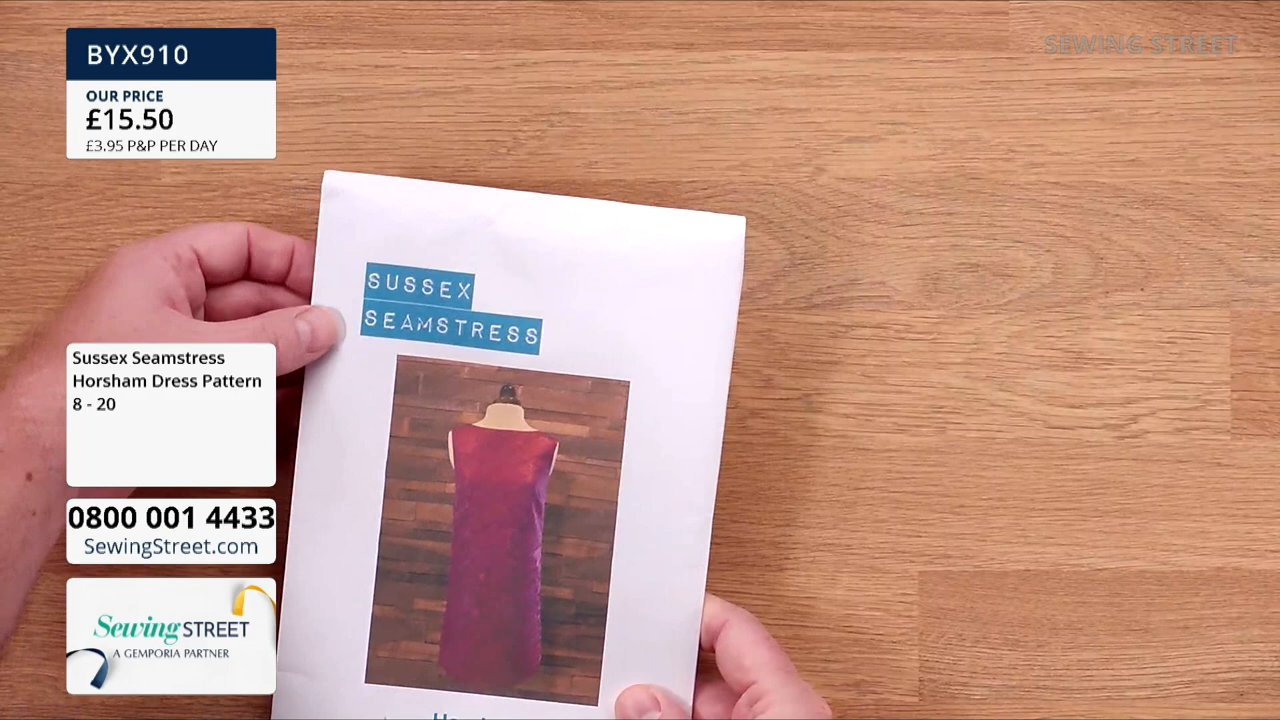 BYX910
OUR PRICE
£15.50
£3.95 P&P PER DAY
SEWING STREET
SUSSEX
SEAMSTRESS
Sussex Seamstress
Horsham Dress Pattern
8 - 20
0800 001 4433
SewingStreet.com
Sewing STREET
A GEMPORIA PARTNER